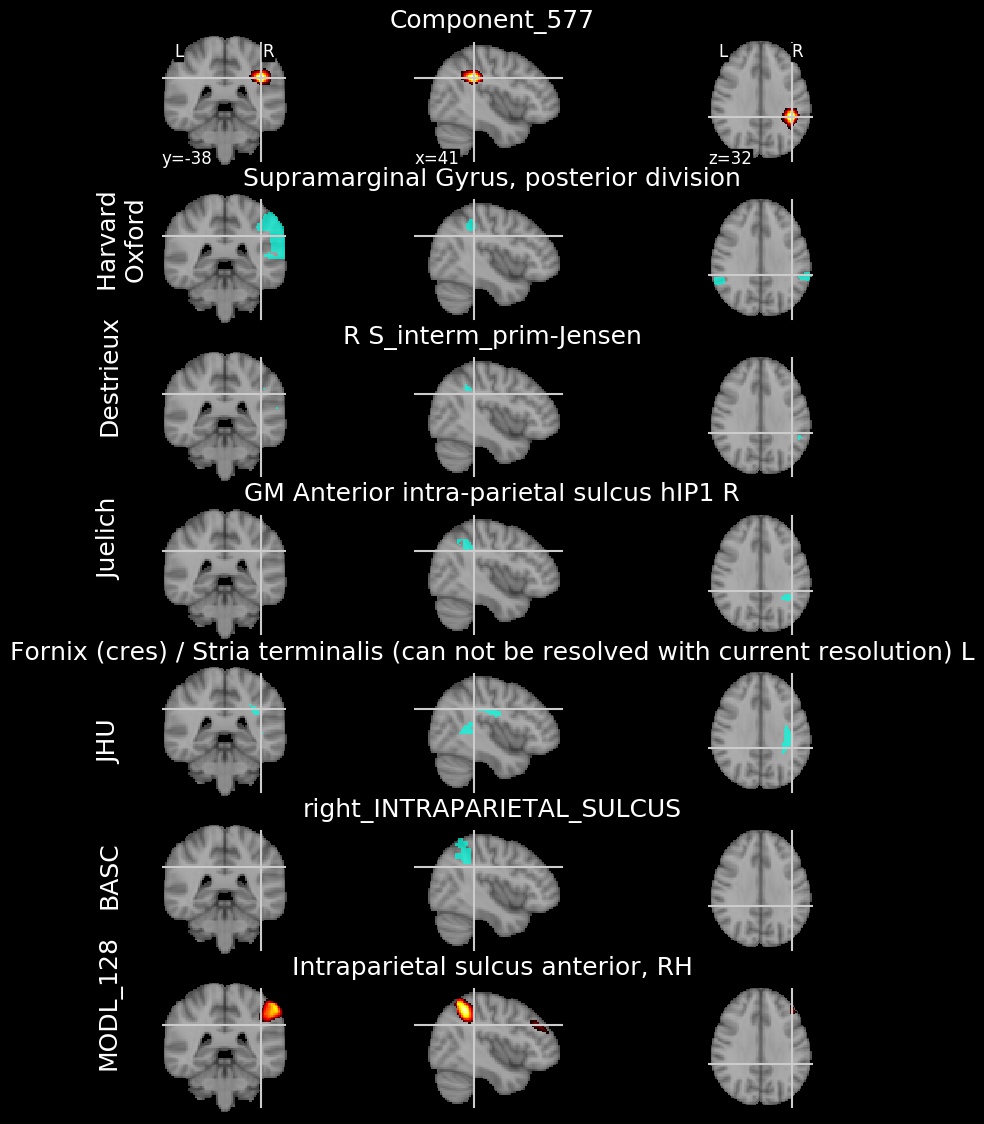 Component_577
L R L R
y=-38 x=41 z=32
Supramarginal Gyrus, posterior division
Harvard
Oxford
R S_interm_prim-Jensen
Destrieux
GM Anterior intra-parietal sulcus hIP1 R
Juelich
Fornix (cres) / Stria terminalis (can not be resolved with current resolution) L
JHU
right_INTRAPARIETAL_SULCUS
BASC
Intraparietal sulcus anterior, RH
MODL_128